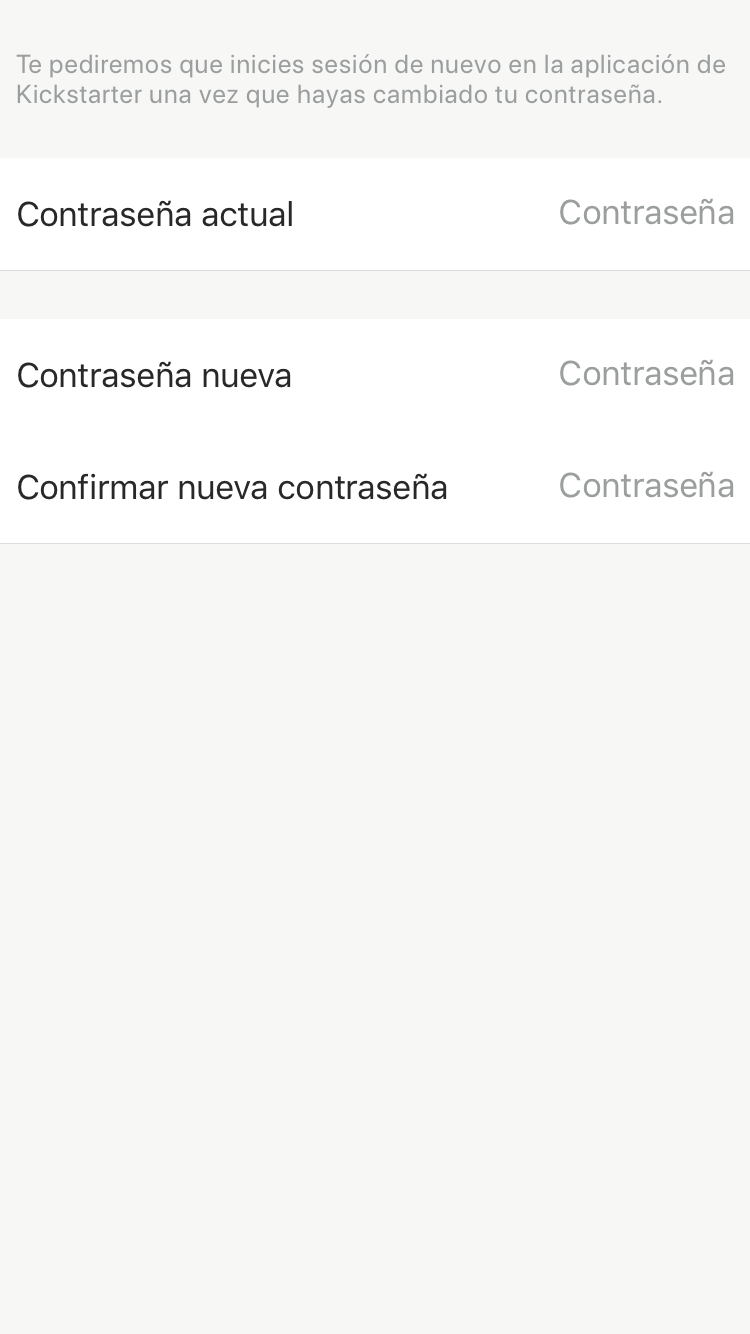 Te pediremos que inicies sesión de nuevo en la aplicación de
Kickstarter una vez que hayas cambiado tu contraseña.
Contraseña actual Contraseña
Contraseña nueva Contraseña
Confirmar nueva contraseña Contraseña